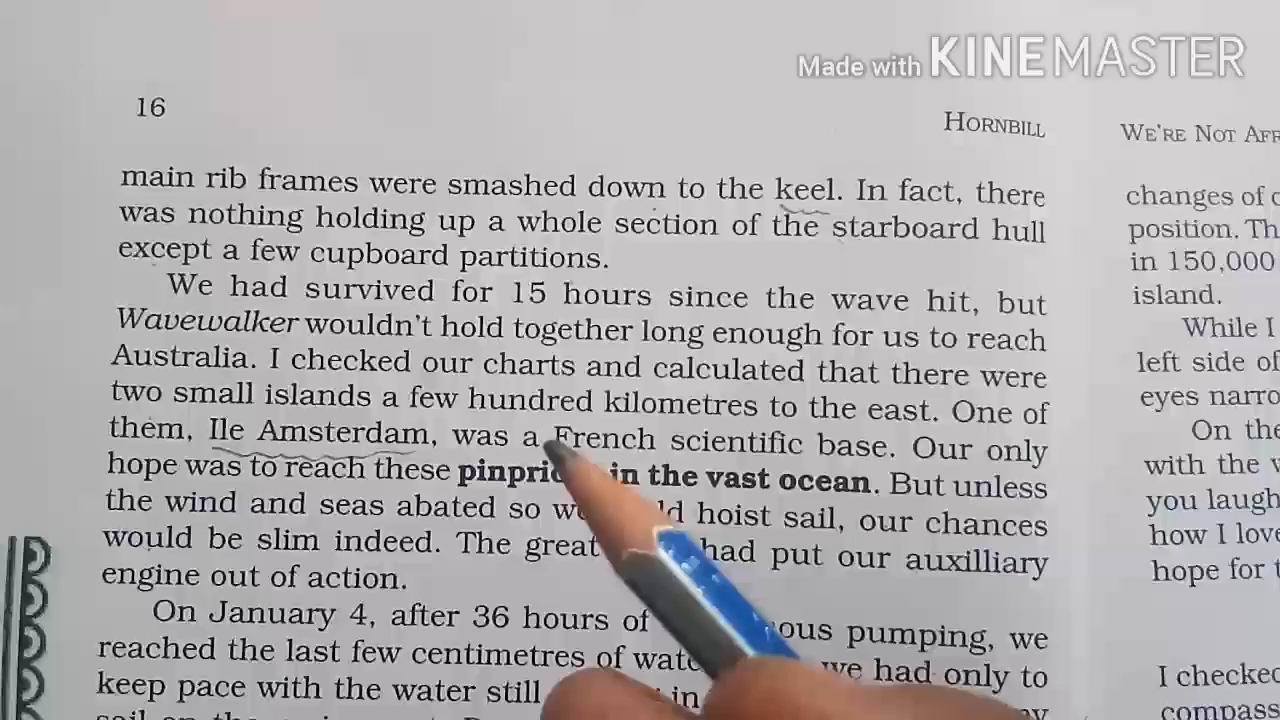 Made with KINEMASTER
16
HORNBILL
main rib frames were smashed down to the keel. In fact, there
was nothing holding up a whole section of the starboard hull
except a few cupboard partitions.
We had survived for 15 hours since the wave hit, but
Wavewalker wouldn't hold together long enough for us to reach
Australia. I checked our charts and calculated that there were
two small islands a few hundred kilometres to the east. One of
them, Ile Amsterdam, was a French scientific base. Our only
hope was to reach these in the vast ocean. But unless
the wind and seas abated so hoist sail, our chances
would be slim indeed. The great had put our auxilliary
engine out of action.
On January 4, after 36 hours of pumping, we
reached the last few centimetres of we had only to
keep pace with the water still in
WE'RE NOT
changes of
position.
in 150,000
island.
While I
left side of
eyes
On the
with the
you
how I
hope for
I checked
compass